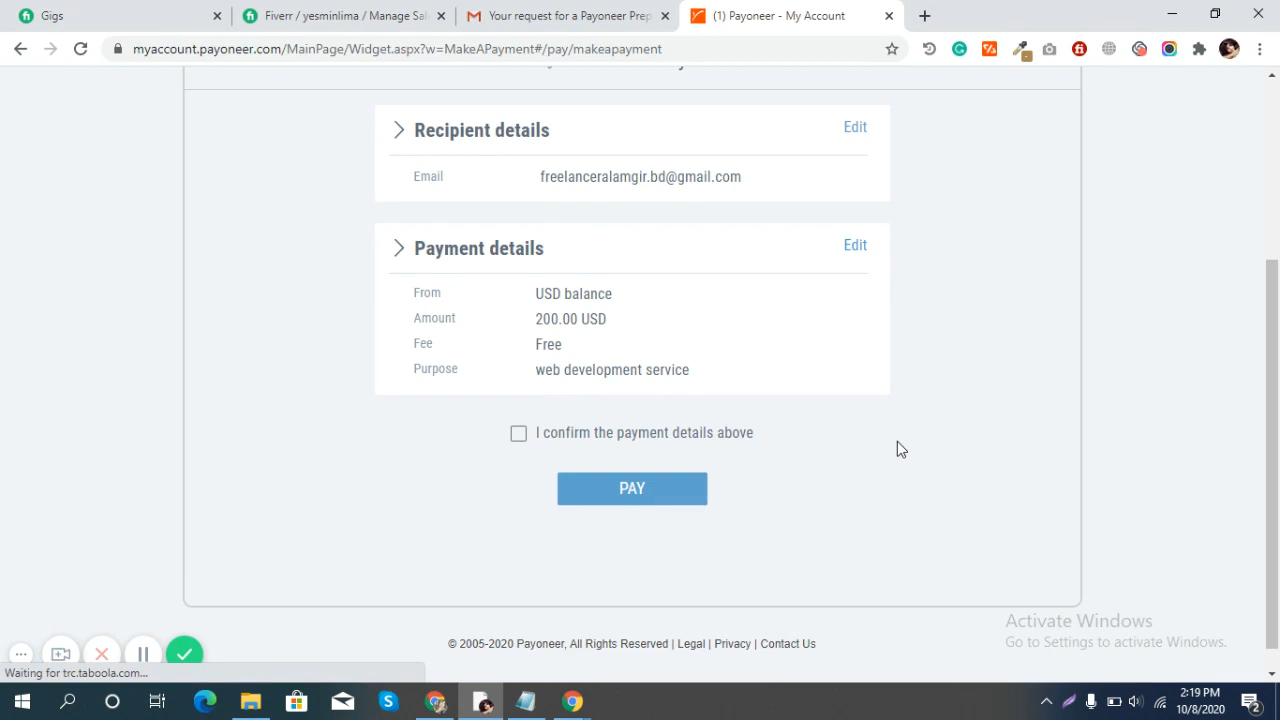 Gigs
Fiverr / yesminlima / Manage Sal
Your request for a Payoneer Prep
(1) Payoneer - My Account
myaccount.payoneer.com/MainPage/Widget.aspx?w=MakeAPayment#/pay/makeapayment
Recipient details
Edit
Email
freelanceralamgir.bd@gmail.com
Payment details
Edit
From
USD balance
Amount
200.00 USD
Fee
Free
Purpose
web development service
I confirm the payment details above
PAY
Activate Windows
Go to Settings to activate Windows.
© 2005-2020 Payoneer, All Rights Reserved | Legal | Privacy | Contact Us
Waiting for trc.taboola.com...
2:19 PM
10/8/2020
2